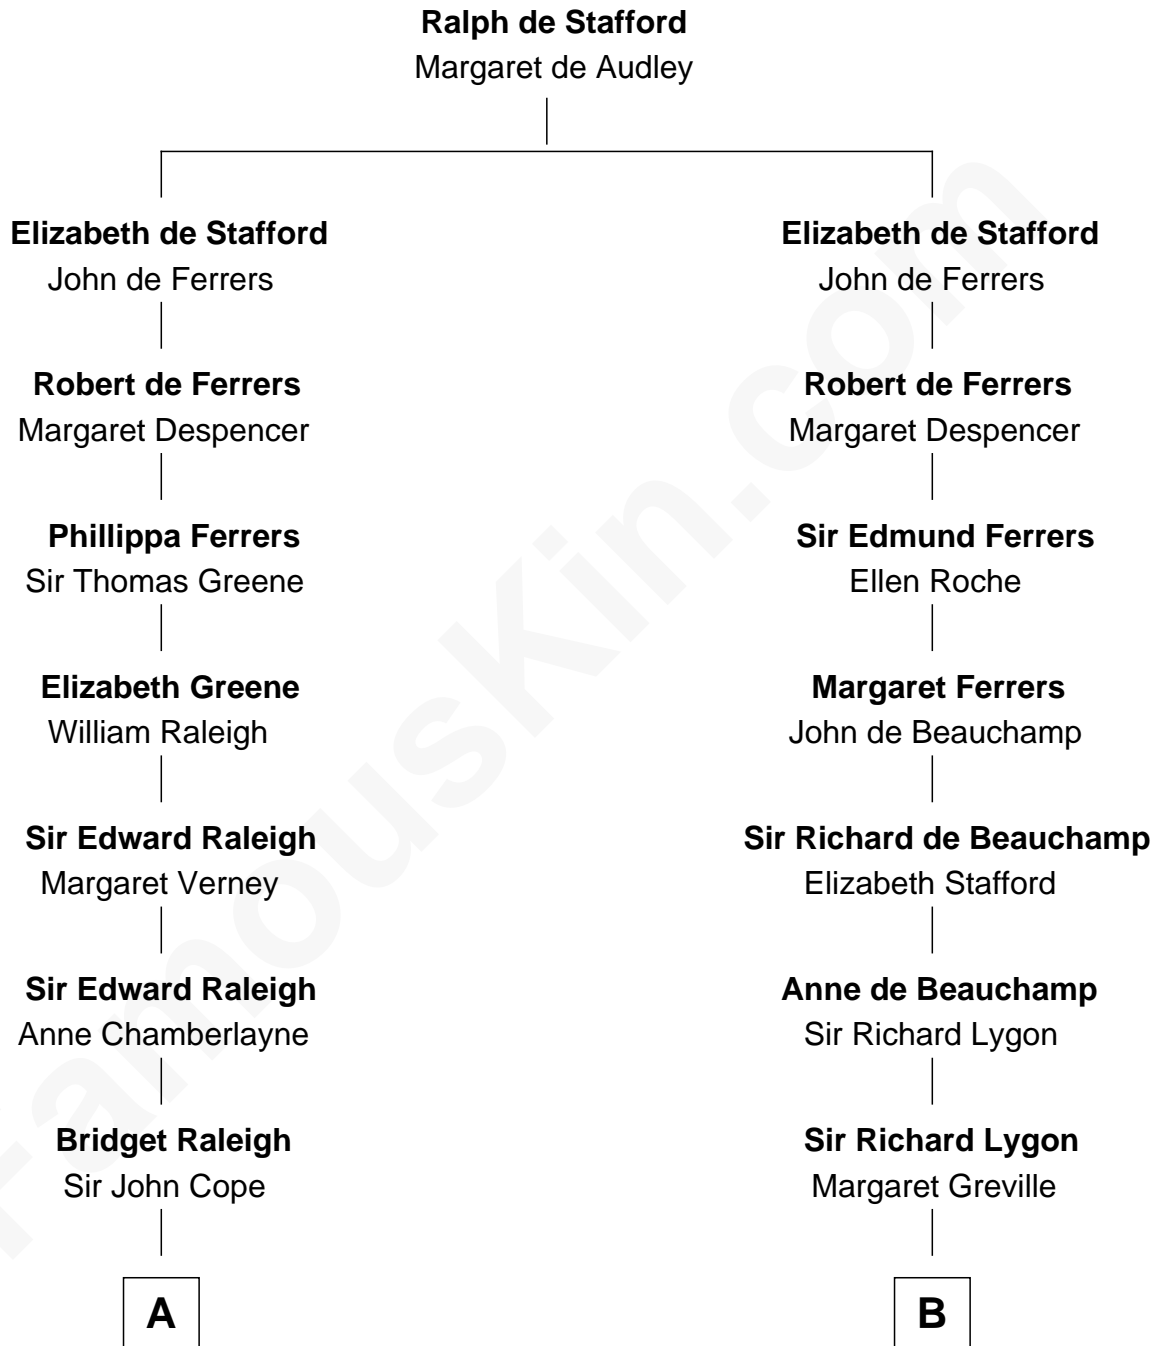 Ralph de Stafford
Margaret de Audley
Elizabeth de Stafford
John de Ferrers
Robert de Ferrers
Margaret Despencer
Phillippa Ferrers
Sir Thomas Greene
Elizabeth Greene
William Raleigh
Sir Edward Raleigh
Margaret Verney
Sir Edward Raleigh
Anne Chamberlayne
Bridget Raleigh
Sir John Cope
A
Elizabeth de Stafford
John de Ferrers
Robert de Ferrers
Margaret Despencer
Sir Edmund Ferrers
Ellen Roche
Margaret Ferrers
John de Beauchamp
Sir Richard de Beauchamp
Elizabeth Stafford
Anne de Beauchamp
Sir Richard Lygon
Sir Richard Lygon
Margaret Greville
B
FamousKin.com